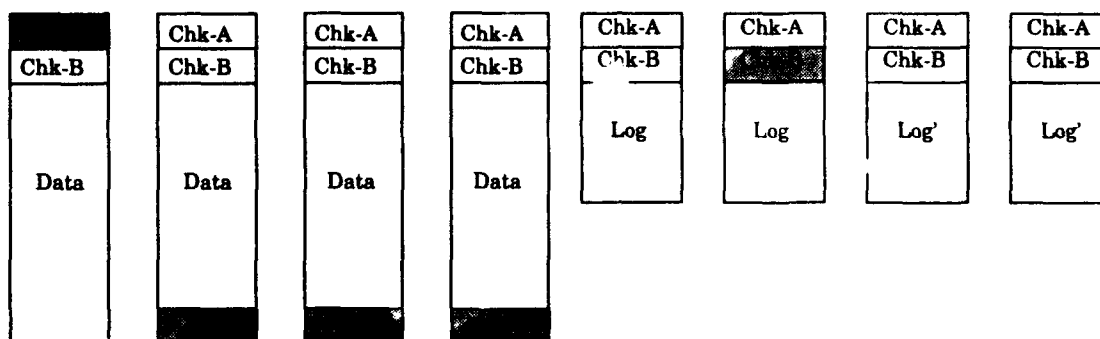 Chk-A Chk-A Chk-A Chk-A Chk-A Chk-A Chk-A
Chk-B Chk-B Chk-B Chk-B Chk-B Chk-B Chk-B
Log Log Log' Log'
Data Data Data Data